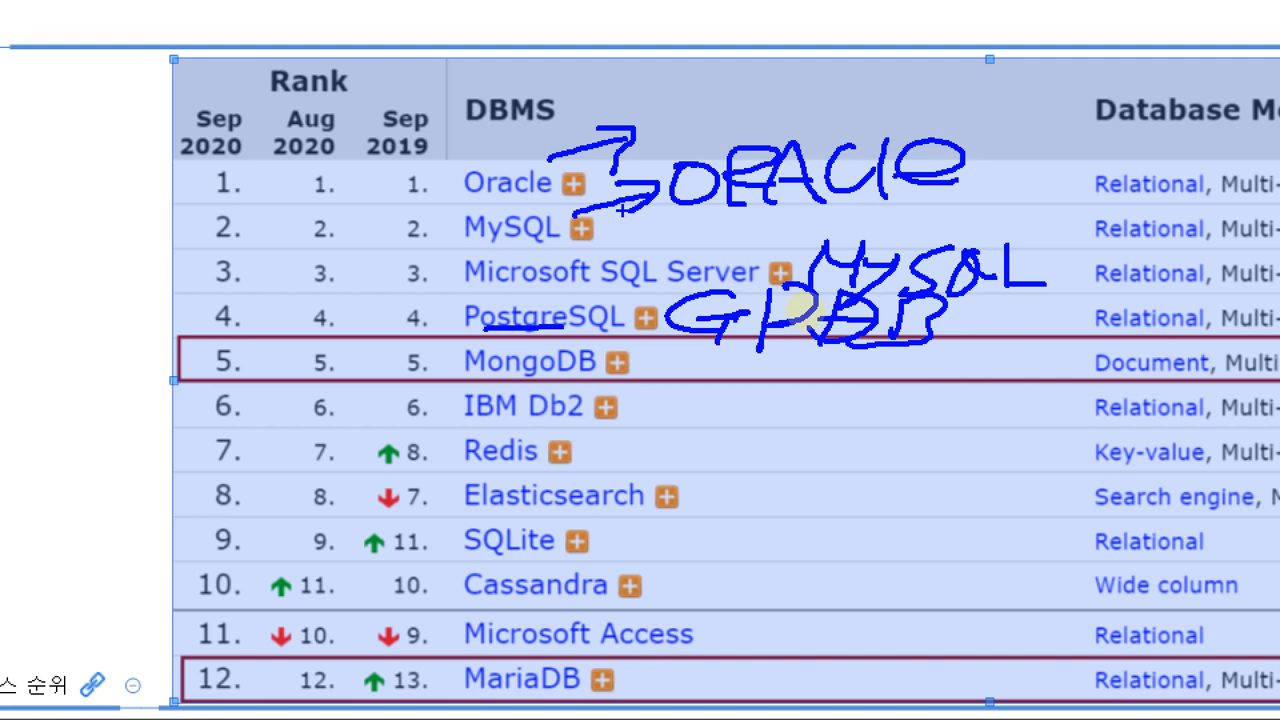 Rank
Sep 2020 Aug 2020 Sep 2019 DBMS Database Mo
1. 1. 1. Oracle Relational, Multi-
ORACle
2. 2. 2. MySQL Relational, Multi-
3. 3. 3. Microsoft SQL Server Relational, Multi-
MySQL
4. 4. 4. PostgreSQL Relational, Multi-
GPDB
5. 5. 5. MongoDB Document, Multi
6. 6. 6. IBM Db2 Relational, Multi-
7. 7. 8. Redis Key-value, Multi-
8. 8. 7. Elasticsearch Search engine, M
9. 9. 11. SQLite Relational
10. 11. 10. Cassandra Wide column
11. 10. 9. Microsoft Access Relational
12. 12. 13. MariaDB Relational, Multi-
스 순위